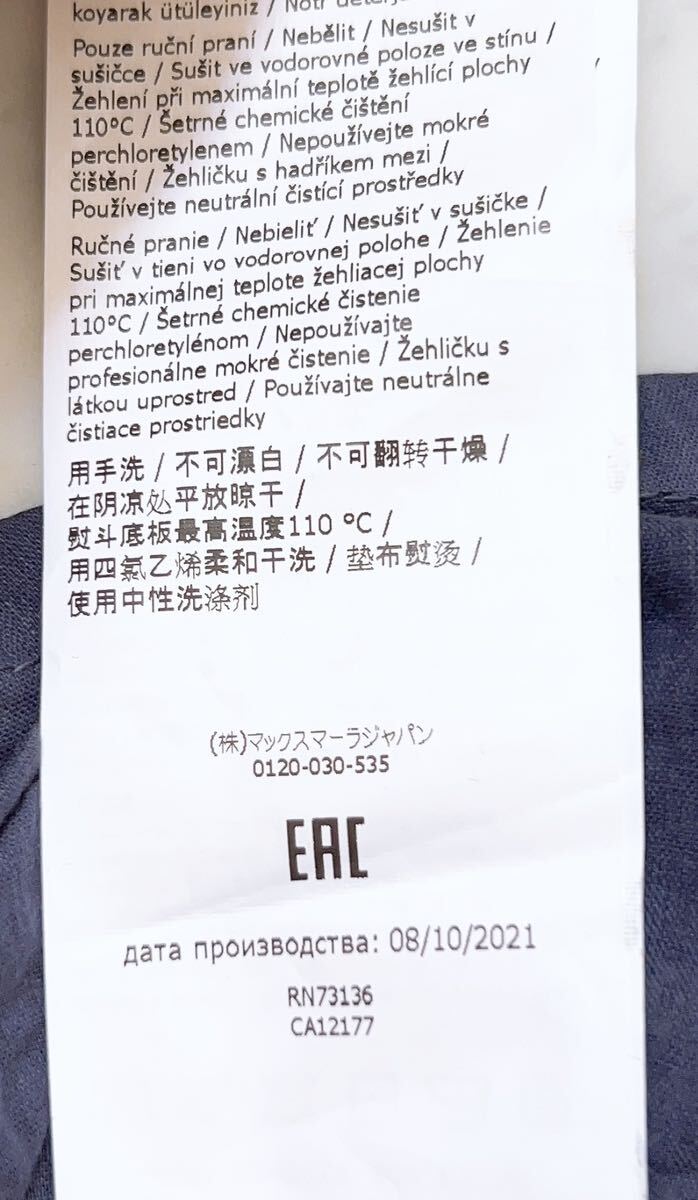 koyarak ütüleyiniz / Nötr
Pouze ruční praní / Nebělit / Nesušit v
sušičce / Sušit ve vodorovné poloze ve stínu /
Žehlení při maximální teplotě žehlící plochy
110ºC / Šetrné chemické čištění
perchloretylenem / Nepoužívejte mokré
čištění / Žehličku s hadříkem mezi /
Používejte neutrální čistící prostředky
Ručné pranie / Nebieliť / Nesušiť v sušičke /
Sušiť v tieni vo vodorovnej polohe / Žehlenie
pri maximálnej teplote žehliacej plochy
110ºC / Šetrné chemické čistenie
perchloretylénom / Nepoužívajte
profesionálne mokré čistenie / Žehličku s
látkou uprostred / Používajte neutrálne
čistiace prostriedky
用手洗 / 不可漂白 / 不可翻转干燥 /
在阴凉处平放晾干 /
熨斗底板最高温度110 ºC /
用四氯乙烯柔和干洗 / 垫布熨烫 /
使用中性洗涤剂
(株)マックスマーラジャパン
0120-030-535
EAC
дата производства: 08/10/2021
RN73136
CA12177